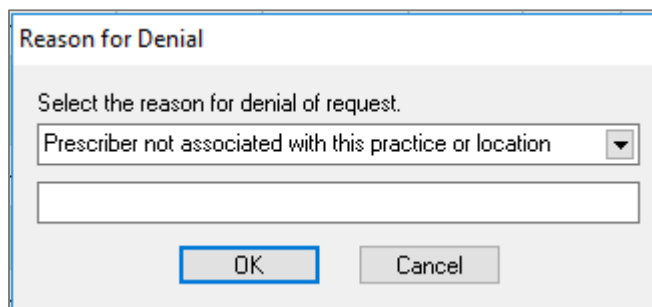 Reason for Denial
Select the reason for denial of request.
Prescriber not associated with this practice or location
OK
Cancel